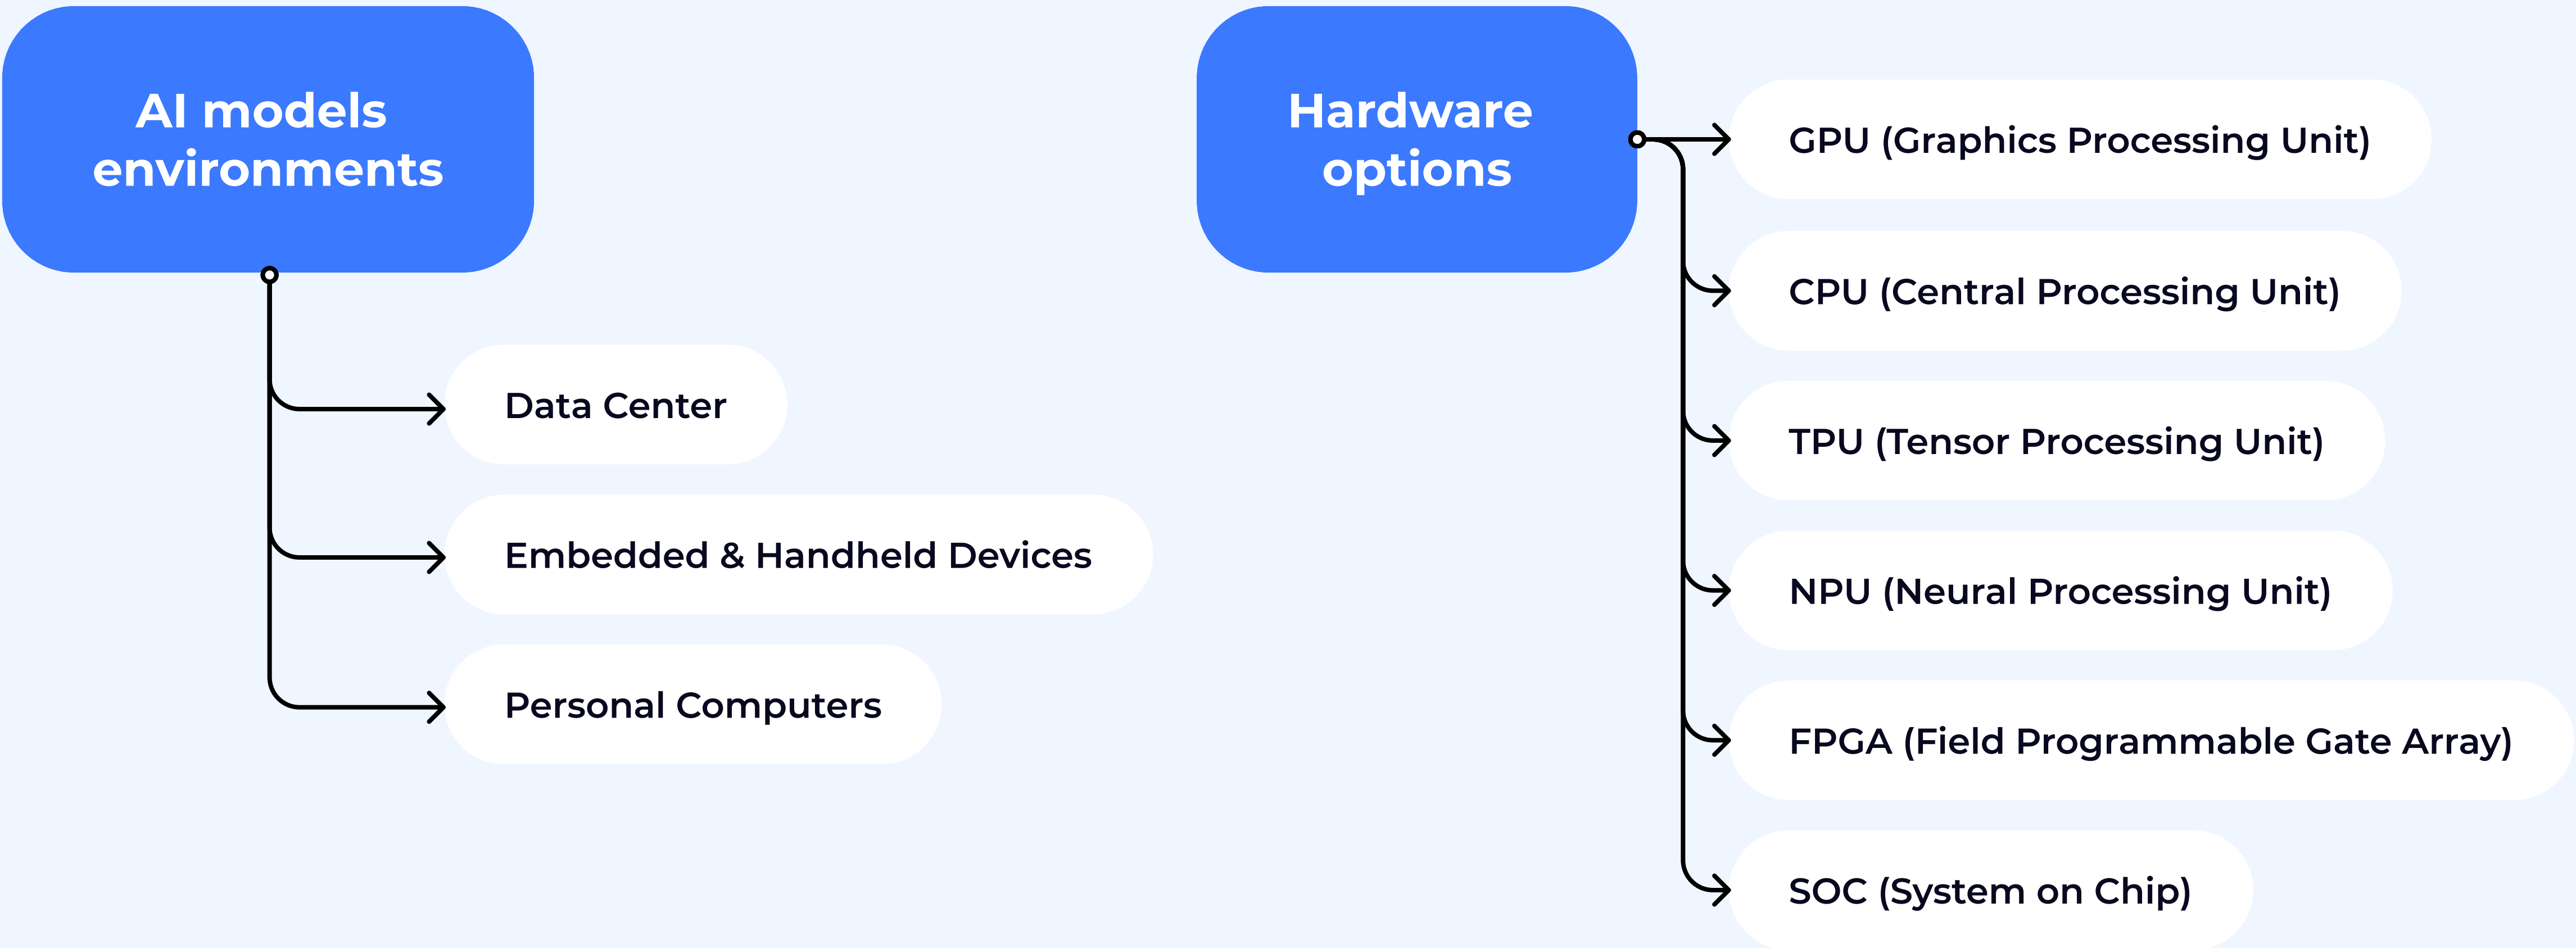 AI models
environments
Data Center
Embedded & Handheld Devices
Personal Computers
Hardware
options
GPU (Graphics Processing Unit)
CPU (Central Processing Unit)
TPU (Tensor Processing Unit)
NPU (Neural Processing Unit)
FPGA (Field Programmable Gate Array)
SOC (System on Chip)